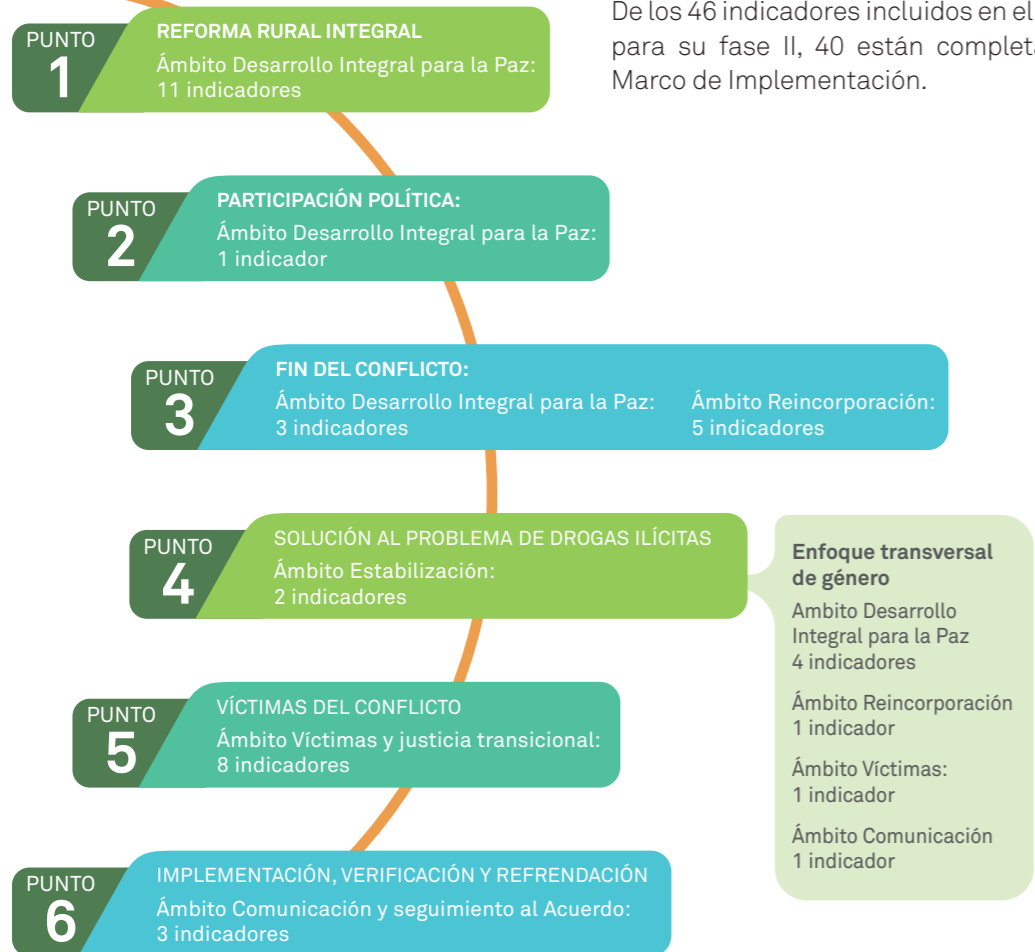 De los 46 indicadores incluidos en el
para su fase II, 40 están
Marco de Implementación.
PUNTO
1
REFORMA RURAL INTEGRAL
Ámbito Desarrollo Integral para la Paz:
11 indicadores
PUNTO
2
PARTICIPACIÓN POLÍTICA:
Ámbito Desarrollo Integral para la Paz:
1 indicador
PUNTO
3
FIN DEL CONFLICTO:
Ámbito Desarrollo Integral para la Paz:
3 indicadores
Ámbito Reincorporación:
5 indicadores
PUNTO
4
SOLUCIÓN AL PROBLEMA DE DROGAS ILÍCITAS
Ámbito Estabilización:
2 indicadores
Enfoque transversal
de género
Ambito Desarrollo
Integral para la Paz
4 indicadores
Ámbito Reincorporación
1 indicador
Ámbito Víctimas:
1 indicador
Ámbito Comunicación
1 indicador
PUNTO
5
VÍCTIMAS DEL CONFLICTO
Ámbito Víctimas y justicia transicional:
8 indicadores
PUNTO
6
IMPLEMENTACIÓN, VERIFICACIÓN Y REFRENDACIÓN
Ámbito Comunicación y seguimiento al Acuerdo:
3 indicadores